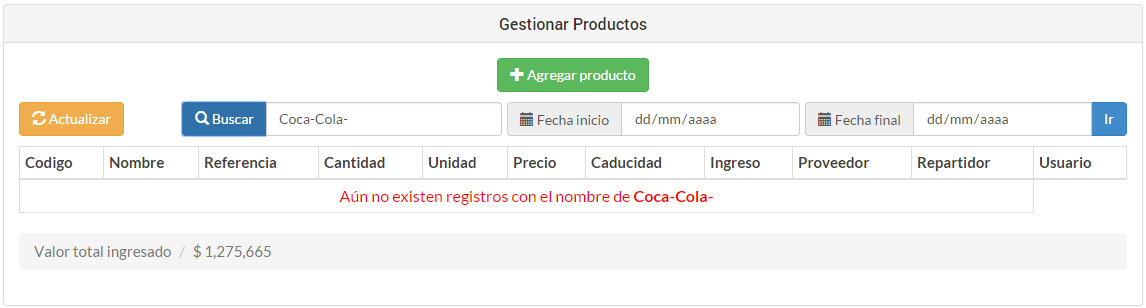 Gestionar Productos
Agregar producto
Actualizar Buscar Coca-Cola- Fecha inicio dd/mm/aaaa Fecha final dd/mm/aaaa Ir
Codigo Nombre Referencia Cantidad Unidad Precio Caducidad Ingreso Proveedor Repartidor Usuario
Aún no existen registros con el nombre de Coca-Cola-
Valor total ingresado / $ 1,275,665